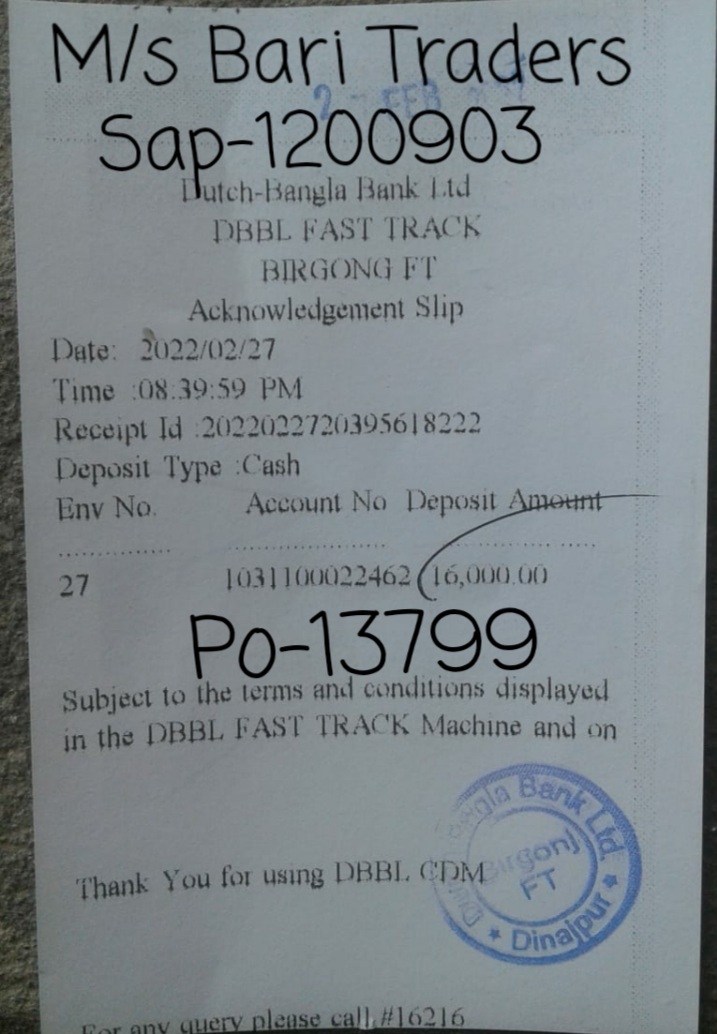 M/s Bari Traders
2 - FEB
Sap-1200903
Dutch-Bangla Bank Ltd
DBBL FAST TRACK
BIRGONG FT
Acknowledgement Slip
Date: 2022/02/27
Time :08:39:59 PM
Receipt Id :2022022720395618222
Deposit Type :Cash
Env No. Account No Deposit Amount
27 1031100022462 16,000.00
Po-13799
Subject to the terms and conditions displayed
in the DBBL FAST TRACK Machine and on
Bangla Bank Ltd.
Birgonj
FT
Dinajpur
Thank You for using DBBL CDM
For any query please call #16216